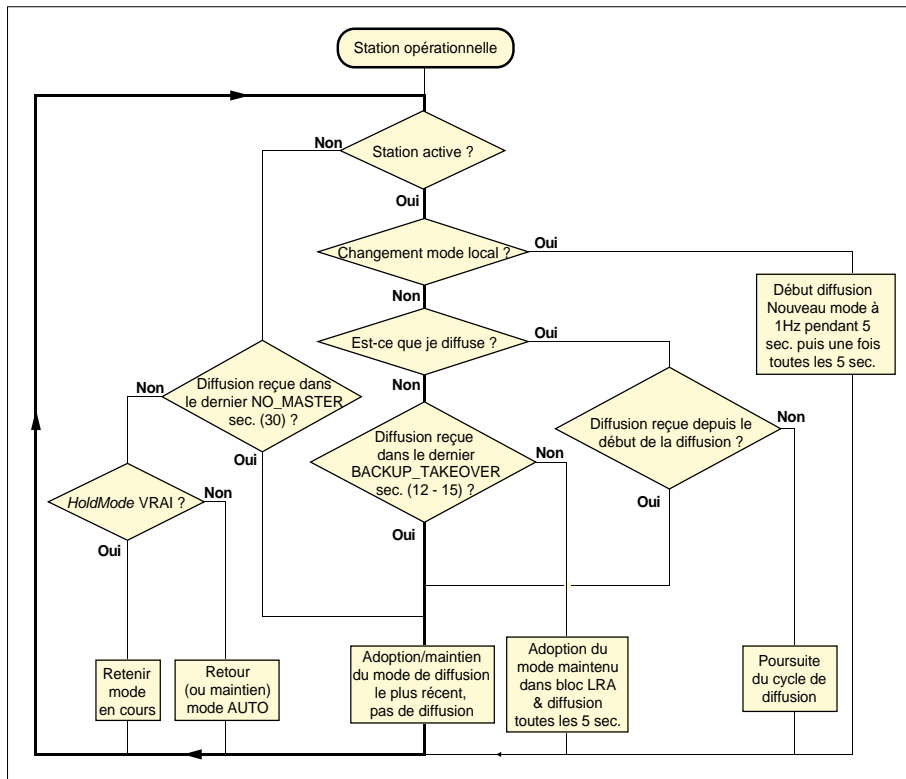 Station opérationnelle
Non
Station active ?
Oui
Changement mode local ?
Oui
Non
Début diffusion
Nouveau mode à
1Hz pendant 5
sec. puis une fois
toutes les 5 sec.
Est-ce que je diffuse ?
Oui
Non
Non
Diffusion reçue dans
le dernier NO_MASTER
sec. (30) ?
Oui
Diffusion reçue
dans le dernier
BACKUP_TAKEOVER
sec. (12 - 15) ?
Non
Oui
Diffusion reçue depuis le
début de la diffusion ?
Non
Oui
HoldMode VRAI ?
Non
Oui
Retenir
mode
en cours
Retour
(ou maintien)
mode AUTO
Adoption/maintien
du mode de diffusion
le plus récent,
pas de diffusion
Adoption du
mode maintenu
dans bloc LRA
& diffusion
toutes les 5 sec.
Poursuite
du cycle de
diffusion